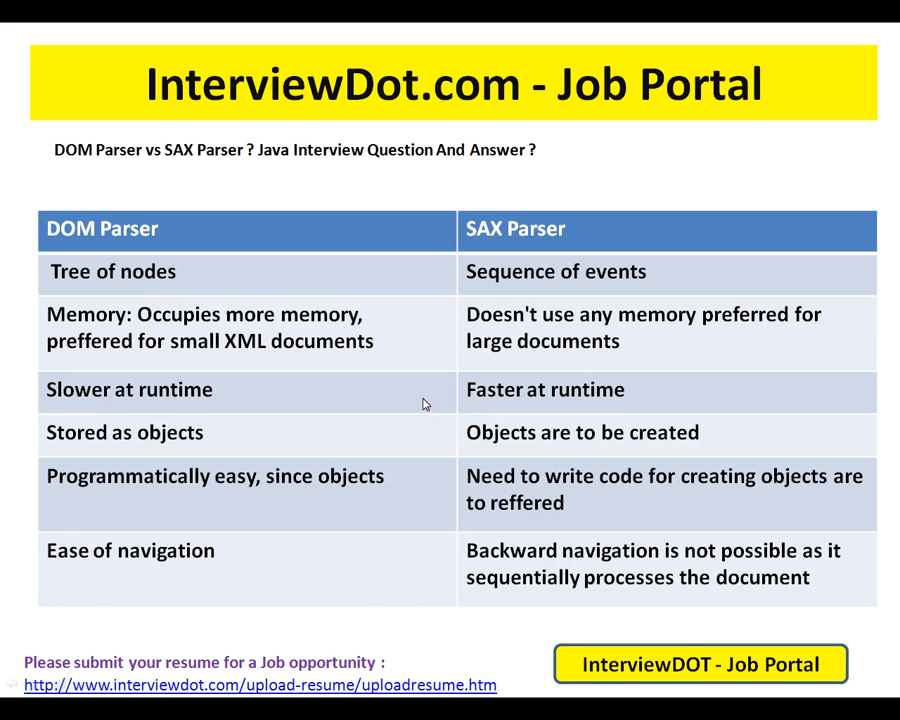 InterviewDot.com - Job Portal
DOM Parser vs SAX Parser ? Java Interview Question And Answer ?
DOM Parser
SAX Parser
Tree of nodes
Sequence of events
Memory: Occupies more memory,
preffered for small XML documents
Doesn't use any memory preferred for
large documents
Slower at runtime
Faster at runtime
Stored as objects
Objects are to be created
Programmatically easy, since objects
Need to write code for creating objects are
to reffered
Ease of navigation
Backward navigation is not possible as it
sequentially processes the document
Please submit your resume for a Job opportunity :
http://www.interviewdot.com/upload-resume/uploadresume.htm
InterviewDOT - Job Portal